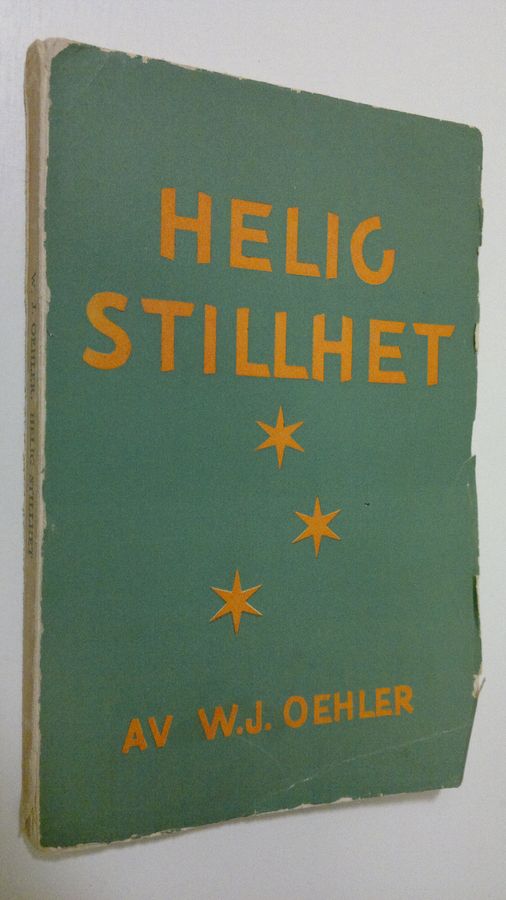 HELIG
STILLHET
AV W.J. OEHLER
W. J. OEHLER, HELIG STILLHET